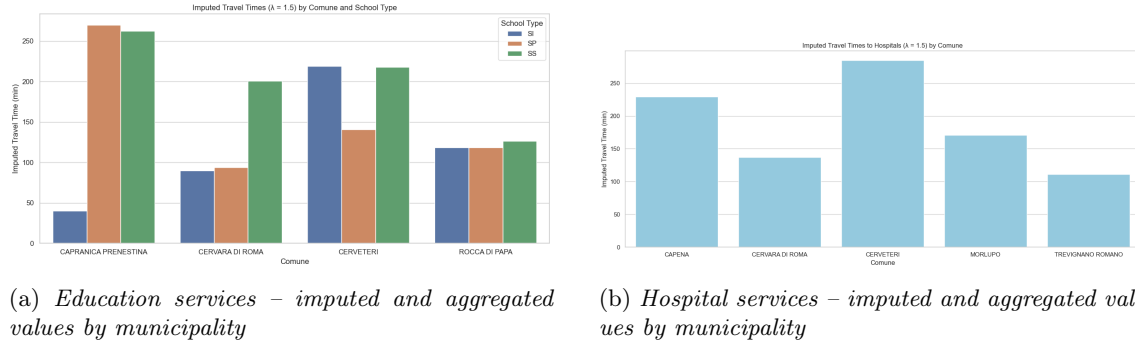 Imputed Travel Times (λ = 1.5) by Comune and School Type
School Type
SI
SP
SS
Imputed Travel Time (min)
250
200
150
100
50
0
CAPRANICA PRENESTINA CERVARA DI ROMA CERVETERI ROCCA DI PAPA
Comune
(a) Education services – imputed and aggregated
values by municipality
Imputed Travel Times to Hospitals (λ = 1.5) by Comune
Imputed Travel Time (min)
250
200
150
100
50
0
CAPENA CERVARA DI ROMA CERVETERI MORLUPO TREVIGNANO ROMANO
Comune
(b) Hospital services – imputed and aggregated val-
ues by municipality